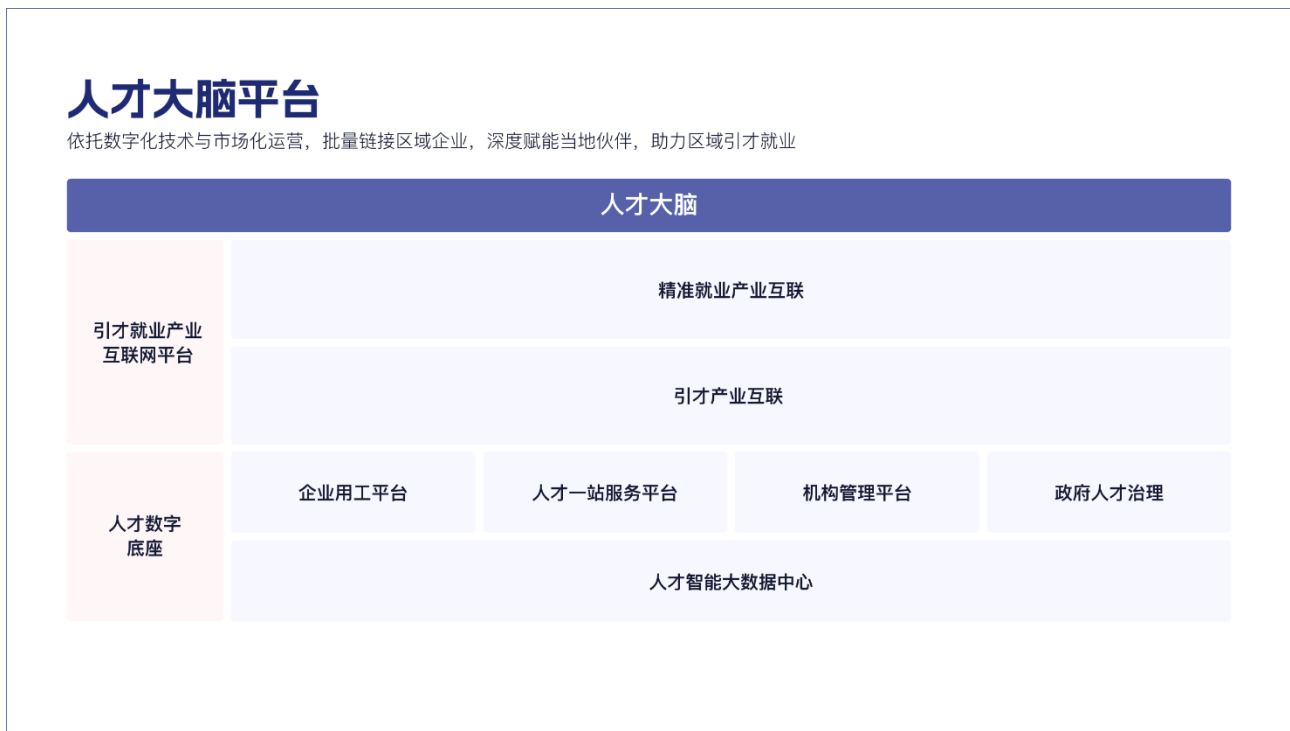 人才大脑平台
依托数字化技术与市场化运营，批量链接区域企业，深度赋能当地伙伴，助力区域引才就业
人才大脑
引才就业产业
互联网平台
精准就业产业互联
引才产业互联
人才数字
底座
企业用工平台
人才一站服务平台
机构管理平台
政府人才治理
人才智能大数据中心